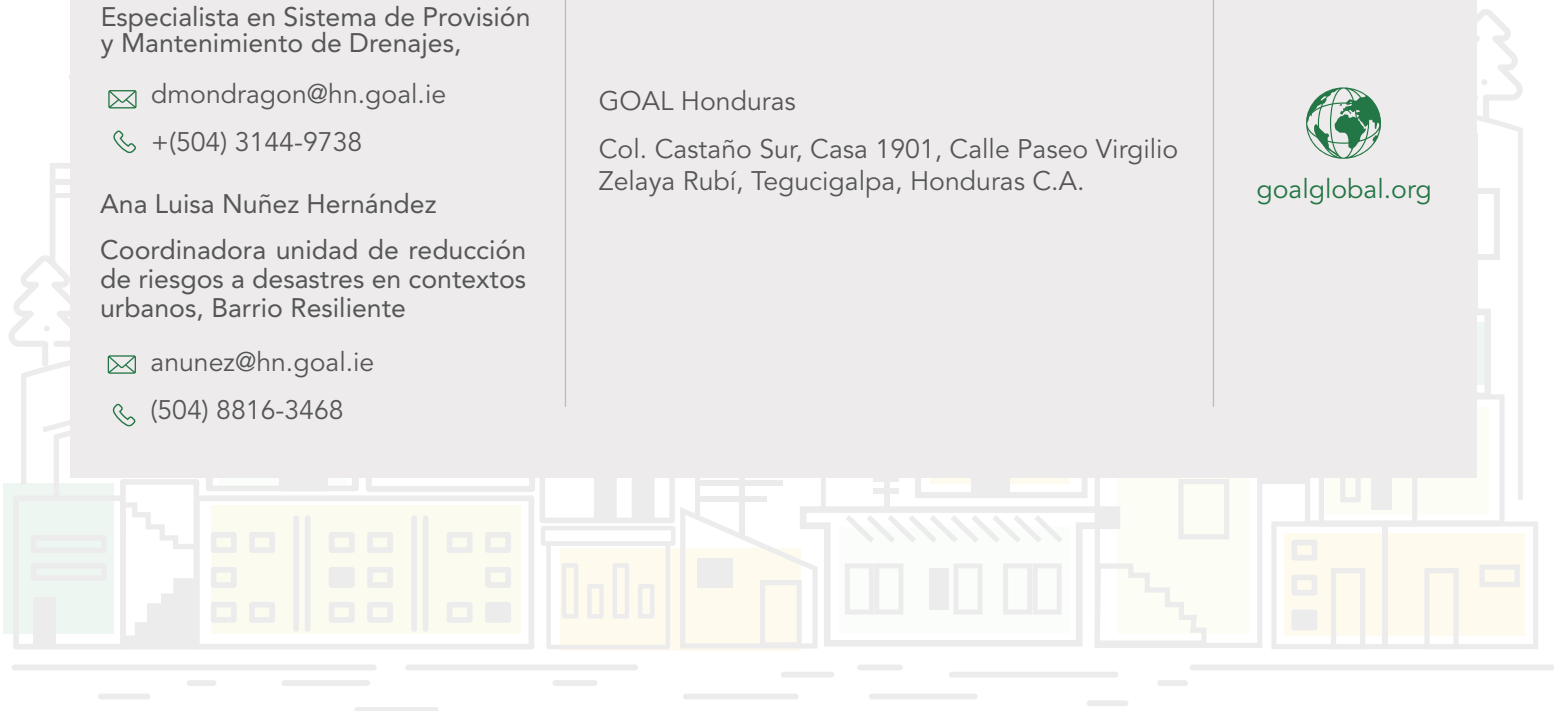 Especialista en Sistema de Provisión
y Mantenimiento de Drenajes,
dmondragon@hn.goal.ie
+(504) 3144-9738
Ana Luisa Nuñez Hernández
Coordinadora unidad de reducción
de riesgos a desastres en contextos
urbanos, Barrio Resiliente
anunez@hn.goal.ie
(504) 8816-3468
GOAL Honduras
Col. Castaño Sur, Casa 1901, Calle Paseo Virgilio
Zelaya Rubí, Tegucigalpa, Honduras C.A.
goalglobal.org